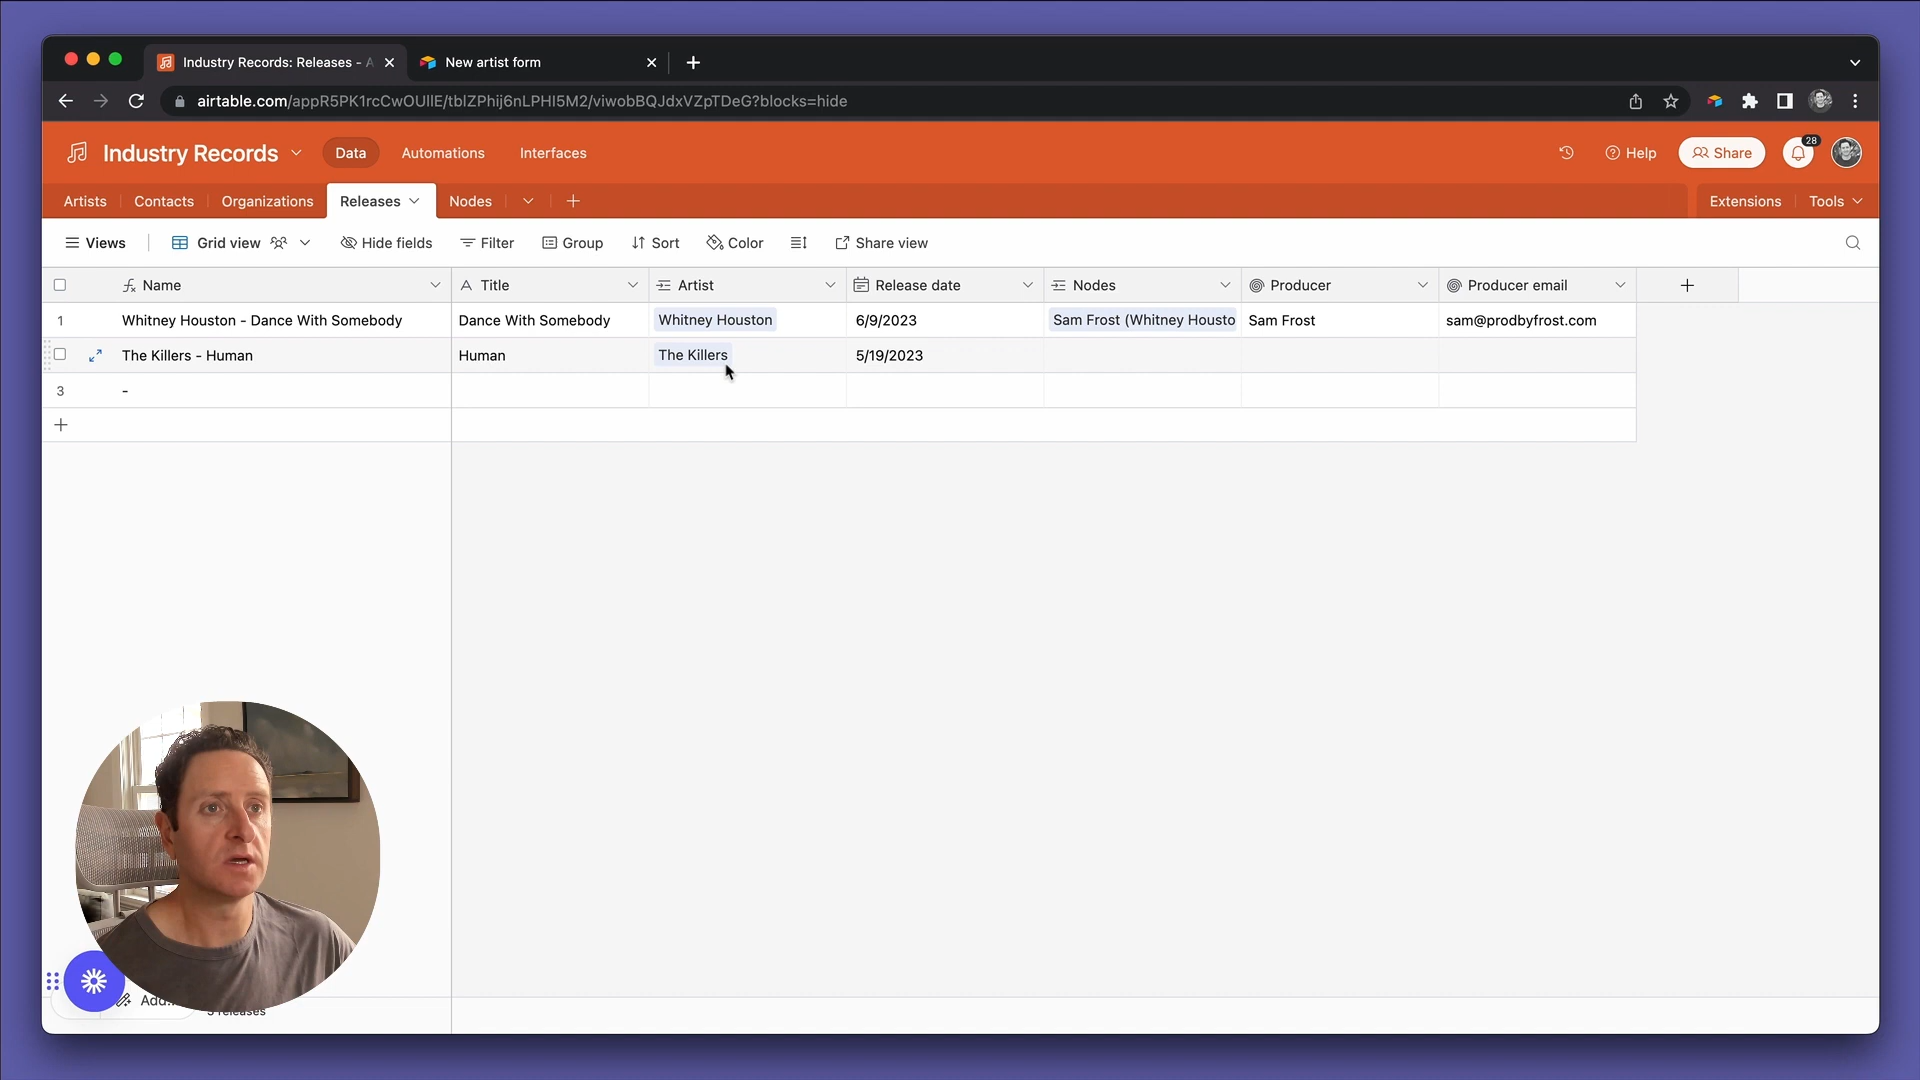 Industry Records: Releases - A
New artist form
airtable.com/appR5PK1rcCwOUllE/tblZPhij6nLPHI5M2/viwobBQJdxVZpTDeG?blocks=hide
Industry Records
Data
Automations
Interfaces
Help
Share
28
Artists
Contacts
Organizations
Releases
Nodes
Extensions
Tools
Views
Grid view
Hide fields
Filter
Group
Sort
Color
Share view
Name
Title
Artist
Release date
Nodes
Producer
Producer email
1 Whitney Houston - Dance With Somebody Dance With Somebody Whitney Houston 6/9/2023 Sam Frost (Whitney Housto Sam Frost sam@prodbyfrost.com
The Killers - Human Human The Killers 5/19/2023
3 -
Add...
3 releases